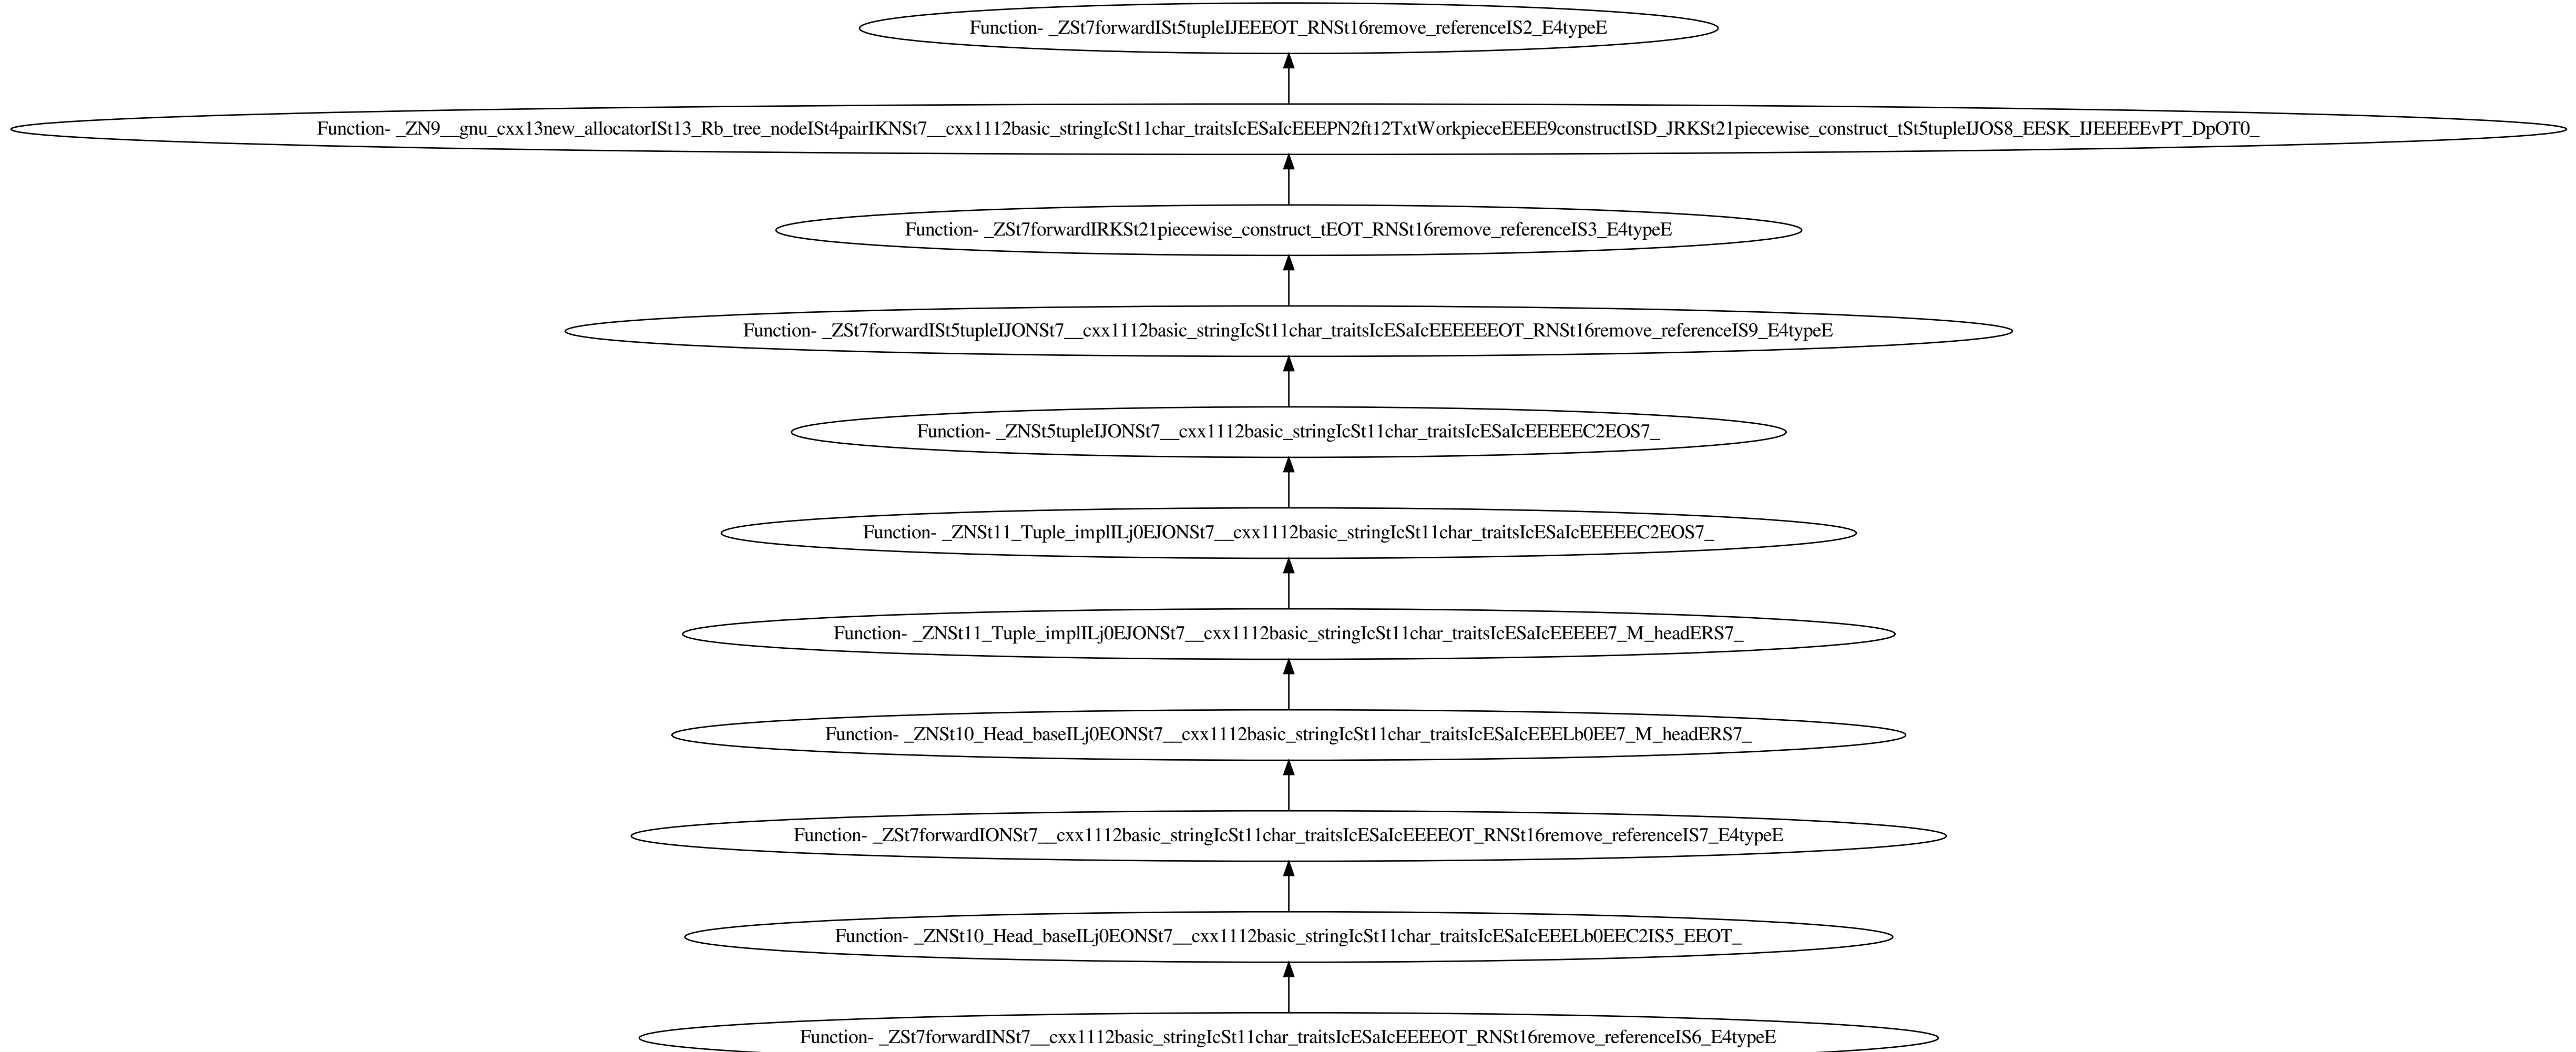 Function- _ZSt7forwardISt5tupleIJEEEOT_RNSt16remove_referenceIS2_E4typeE
Function- _ZN9__gnu_cxx13new_allocatorISt13_Rb_tree_nodeISt4pairIKNSt7__cxx1112basic_stringIcSt11char_traitsIcESaIcEEEPN2ft12TxtWorkpieceEEEE9constructISD_JRKSt21piecewise_construct_tSt5tupleIJOS8_EESK_IJEEEEEvPT_DpOT0_
Function- _ZSt7forwardIRKSt21piecewise_construct_tEOT_RNSt16remove_referenceIS3_E4typeE
Function- _ZSt7forwardISt5tupleIJONSt7__cxx1112basic_stringIcSt11char_traitsIcESaIcEEEEEEOT_RNSt16remove_referenceIS9_E4typeE
Function- _ZNSt5tupleIJONSt7__cxx1112basic_stringIcSt11char_traitsIcESaIcEEEEEC2EOS7_
Function- _ZNSt11_Tuple_implILj0EJONSt7__cxx1112basic_stringIcSt11char_traitsIcESaIcEEEEEC2EOS7_
Function- _ZNSt11_Tuple_implILj0EJONSt7__cxx1112basic_stringIcSt11char_traitsIcESaIcEEEEE7_M_headERS7_
Function- _ZNSt10_Head_baseILj0EONSt7__cxx1112basic_stringIcSt11char_traitsIcESaIcEEELb0EE7_M_headERS7_
Function- _ZSt7forwardIONSt7__cxx1112basic_stringIcSt11char_traitsIcESaIcEEEEOT_RNSt16remove_referenceIS7_E4typeE
Function- _ZNSt10_Head_baseILj0EONSt7__cxx1112basic_stringIcSt11char_traitsIcESaIcEEELb0EEC2IS5_EEOT_
Function- _ZSt7forwardINSt7__cxx1112basic_stringIcSt11char_traitsIcESaIcEEEEOT_RNSt16remove_referenceIS6_E4typeE